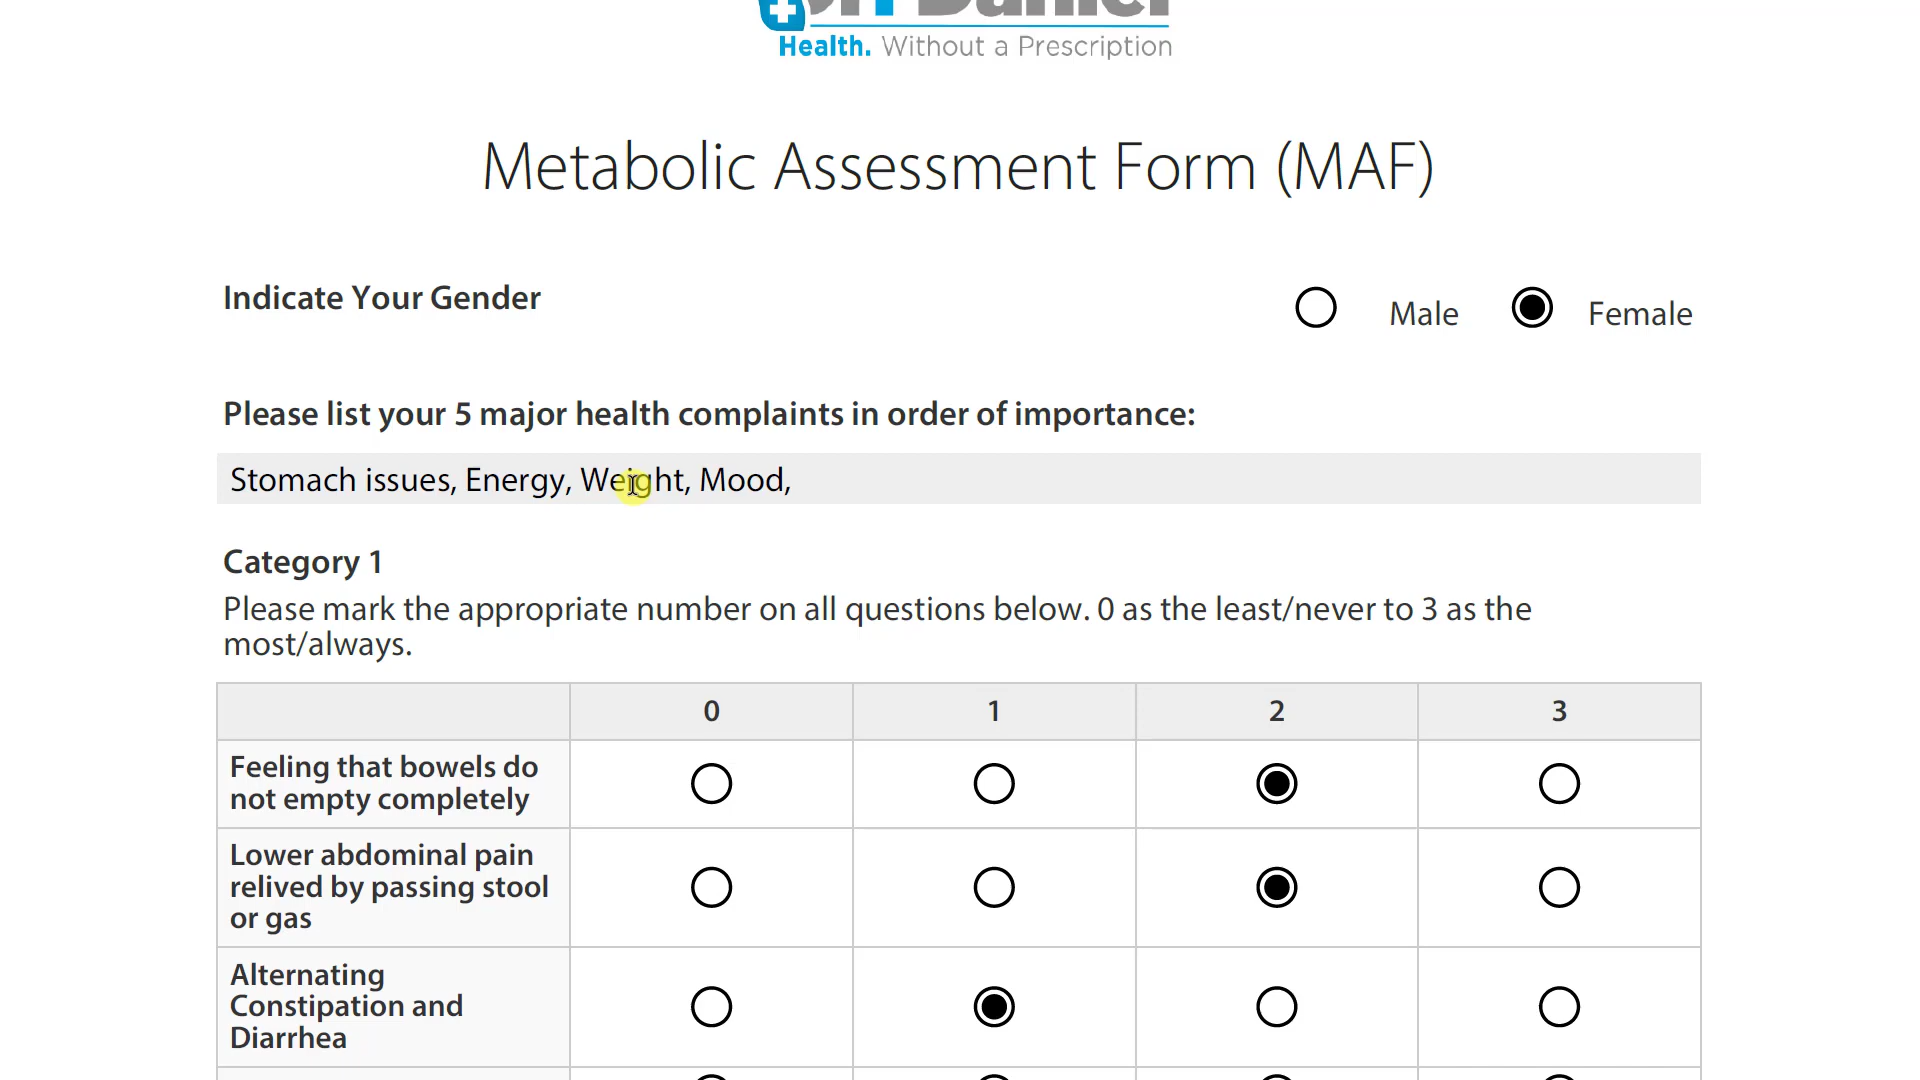 Daniel
Health. Without a Prescription
Metabolic Assessment Form (MAF)
Indicate Your Gender
Male
Female
Please list your 5 major health complaints in order of importance:
Stomach issues, Energy, Weight, Mood,
Category 1
Please mark the appropriate number on all questions below. 0 as the least/never to 3 as the
most/always.
0 1 2 3
Feeling that bowels do
not empty completely
Lower abdominal pain
relived by passing stool
or gas
Alternating
Constipation and
Diarrhea